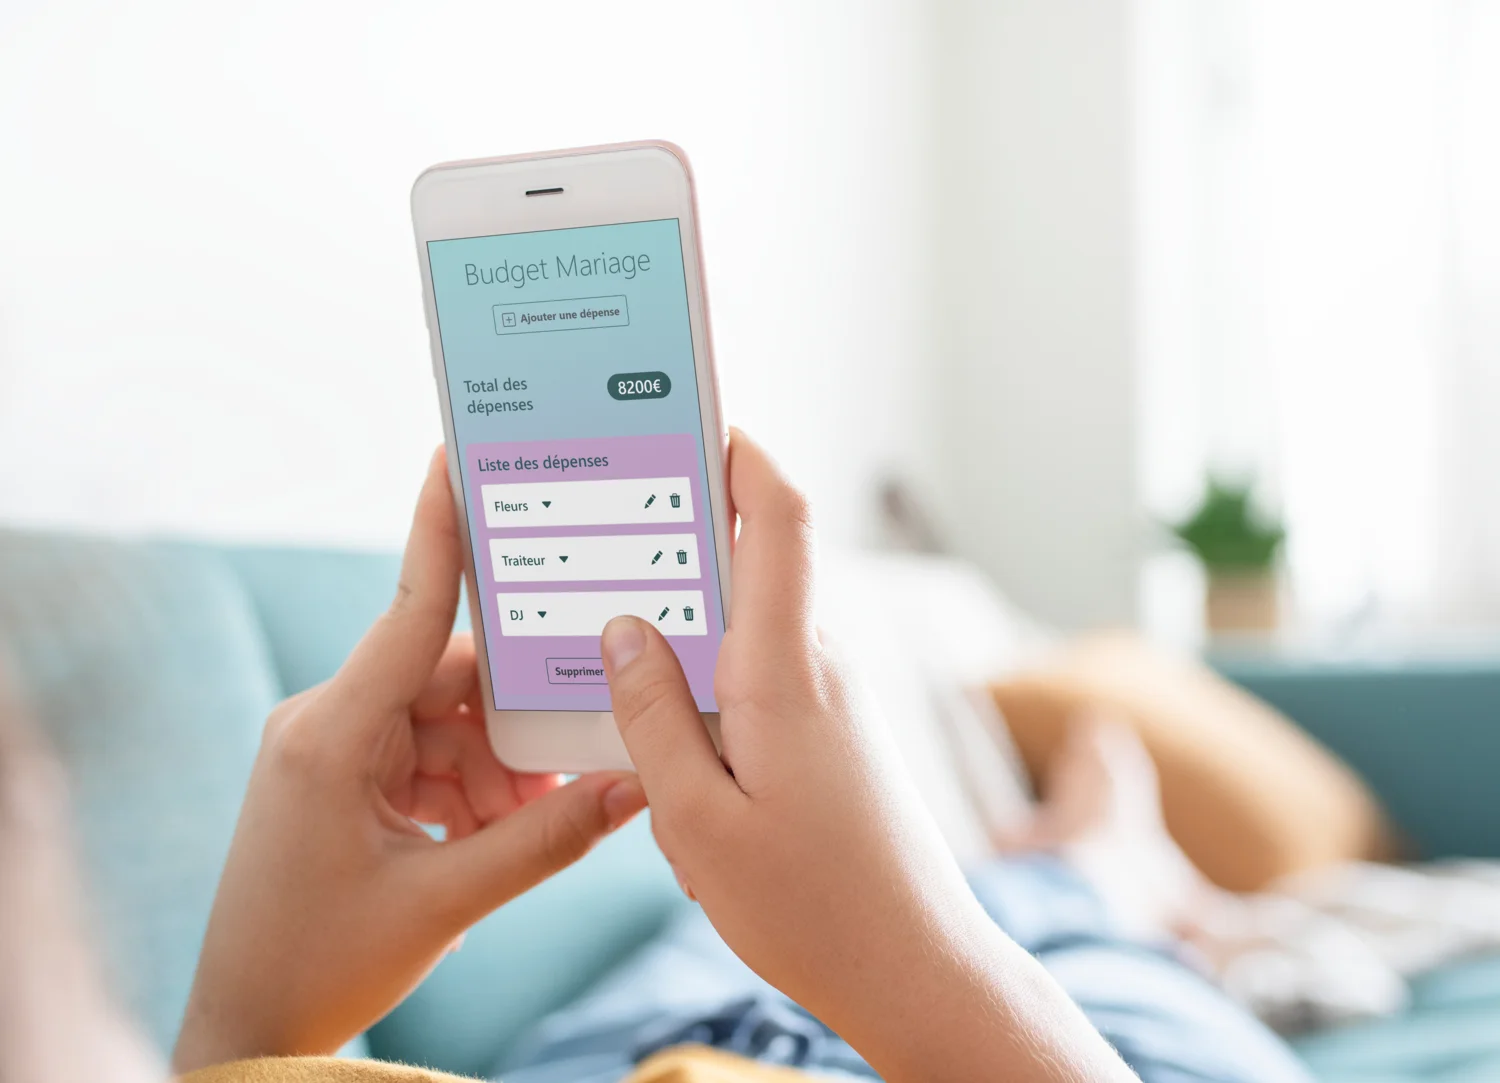 Budget Mariage
Ajouter une dépense
Total des
dépenses
8200€
Liste des dépenses
Fleurs
Traiteur
DJ
Supprimer